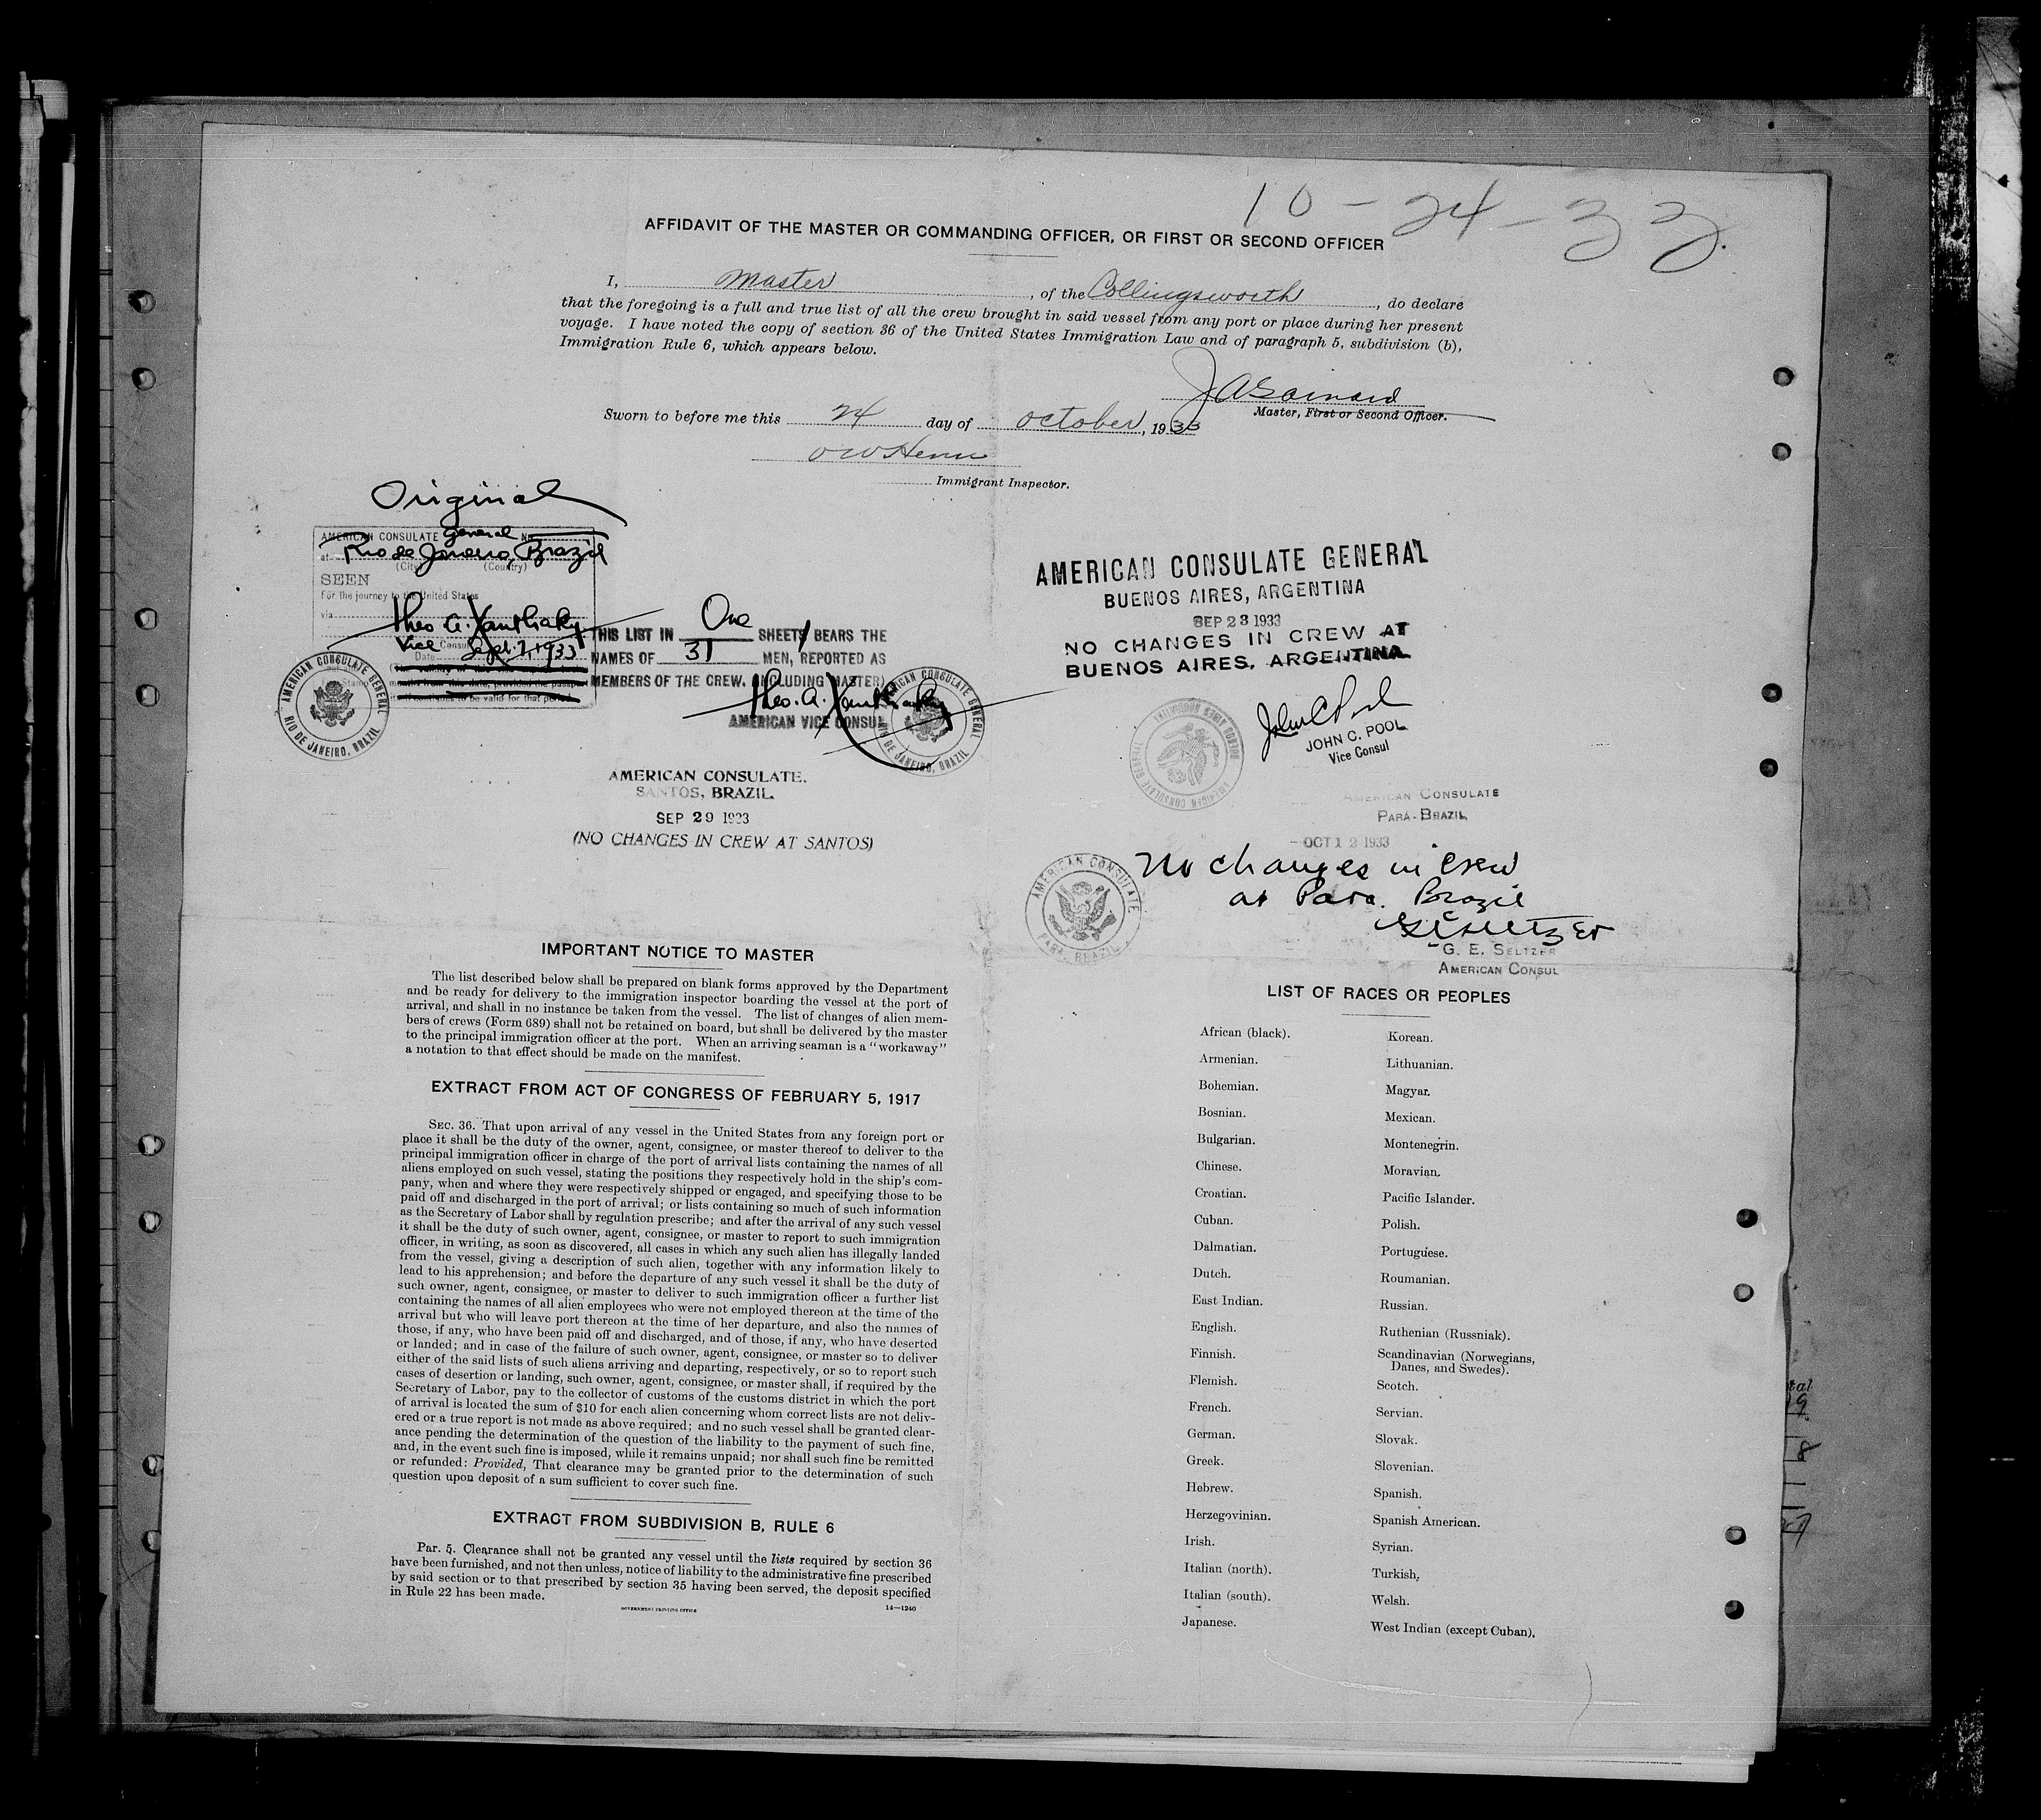 10-24-33
AFFIDAVIT OF THE MASTER OR COMMANDING OFFICER, OR FIRST OR SECOND OFFICER
I, Master, of the Collingsworth, do declare
that the foregoing is a full and true list of all the crew brought in said vessel from any port or place during her present
voyage. I have noted the copy of section 36 of the United States Immigration Law and of paragraph 5, subdivision (b),
Immigration Rule 6, which appears below.
J A Gainard
Master, First or Second Officer.
Sworn to before me this 24 day of October, 1933
Immigrant Inspector.
Original
AMERICAN CONSULATE General No
at Rio de Janeiro, Brazil
(City) (Country)
SEEN
For the journey to the United States
via
Theo. A. Xanthaky
Vice Consul
Date Sept. 7, 1933
AMERICAN CONSULATE GENERAL
RIO DE JANEIRO, BRAZIL
THIS LIST IN One SHEETS BEARS THE
NAMES OF 31 MEN, REPORTED AS
MEMBERS OF THE CREW, (INCLUDING MASTER)
Theo. A. Xanthaky
AMERICAN VICE CONSUL
AMERICAN CONSULATE GENERAL
RIO DE JANEIRO, BRAZIL
AMERICAN CONSULATE GENERAL
BUENOS AIRES, ARGENTINA
SEP 23 1933
NO CHANGES IN CREW AT
BUENOS AIRES, ARGENTINA
John C Pool
JOHN C. POOL
Vice Consul
AMERICAN CONSULATE GENERAL
AMERICAN CONSULATE,
SANTOS, BRAZIL.
SEP 29 1933
(NO CHANGES IN CREW AT SANTOS)
AMERICAN CONSULATE
PARÁ-BRAZIL
OCT 12 1933
AMERICAN CONSULATE
PARÁ, BRAZIL
No changes in crew
at Para. Brazil
G E Seltzer
G. E. SELTZER
AMERICAN CONSUL
IMPORTANT NOTICE TO MASTER
The list described below shall be prepared on blank forms approved by the Department
and be ready for delivery to the immigration inspector boarding the vessel at the port of
arrival, and shall in no instance be taken from the vessel. The list of changes of alien mem-
bers of crews (Form 689) shall not be retained on board, but shall be delivered by the master
to the principal immigration officer at the port. When an arriving seaman is a "workaway"
a notation to that effect should be made on the manifest.
EXTRACT FROM ACT OF CONGRESS OF FEBRUARY 5, 1917
SEC. 36. That upon arrival of any vessel in the United States from any foreign port or
place it shall be the duty of the owner, agent, consignee, or master thereof to deliver to the
principal immigration officer in charge of the port of arrival lists containing the names of all
aliens employed on such vessel, stating the positions they respectively hold in the ship's com-
pany, when and where they were respectively shipped or engaged, and specifying those to be
paid off and discharged in the port of arrival; or lists containing so much of such information
as the Secretary of Labor shall by regulation prescribe; and after the arrival of any such vessel
it shall be the duty of such owner, agent, consignee, or master to report to such immigration
officer, in writing, as soon as discovered, all cases in which any such alien has illegally landed
from the vessel, giving a description of such alien, together with any information likely to
lead to his apprehension; and before the departure of any such vessel it shall be the duty of
such owner, agent, consignee, or master to deliver to such immigration officer a further list
containing the names of all alien employees who were not employed thereon at the time of the
arrival but who will leave port thereon at the time of her departure, and also the names of
those, if any, who have been paid off and discharged, and of those, if any, who have deserted
or landed; and in case of the failure of such owner, agent, consignee, or master so to deliver
either of the said lists of such aliens arriving and departing, respectively, or so to report such
cases of desertion or landing, such owner, agent, consignee, or master shall, if required by the
Secretary of Labor, pay to the collector of customs of the customs district in which the port
of arrival is located the sum of $10 for each alien concerning whom correct lists are not deliv-
ered or a true report is not made as above required; and no such vessel shall be granted clear-
ance pending the determination of the question of the liability to the payment of such fine,
and, in the event such fine is imposed, while it remains unpaid; nor shall such fine be remitted
or refunded: Provided, That clearance may be granted prior to the determination of such
question upon deposit of a sum sufficient to cover such fine.
EXTRACT FROM SUBDIVISION B, RULE 6
Par. 5. Clearance shall not be granted any vessel until the lists required by section 36
have been furnished, and not then unless, notice of liability to the administrative fine prescribed
by said section or to that prescribed by section 35 having been served, the deposit specified
in Rule 22 has been made.
GOVERNMENT PRINTING OFFICE 14—1240
LIST OF RACES OR PEOPLES
African (black).
Armenian.
Bohemian.
Bosnian.
Bulgarian.
Chinese.
Croatian.
Cuban.
Dalmatian.
Dutch.
East Indian.
English.
Finnish.
Flemish.
French.
German.
Greek.
Hebrew.
Herzegovinian.
Irish.
Italian (north).
Italian (south).
Japanese.
Korean.
Lithuanian.
Magyar.
Mexican.
Montenegrin.
Moravian.
Pacific Islander.
Polish.
Portuguese.
Roumanian.
Russian.
Ruthenian (Russniak).
Scandinavian (Norwegians,
Danes, and Swedes).
Scotch.
Servian.
Slovak.
Slovenian.
Spanish.
Spanish American.
Syrian.
Turkish.
Welsh.
West Indian (except Cuban).